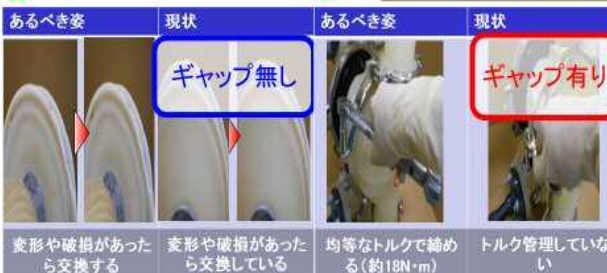 あるべき姿
現状
あるべき姿
現状
ギャップ無し
ギャップ有り
変形や破損があった
ら交換する
変形や破損があった
ら交換している
均等なトルクで締め
る(約18N・m)
トルク管理していな
い